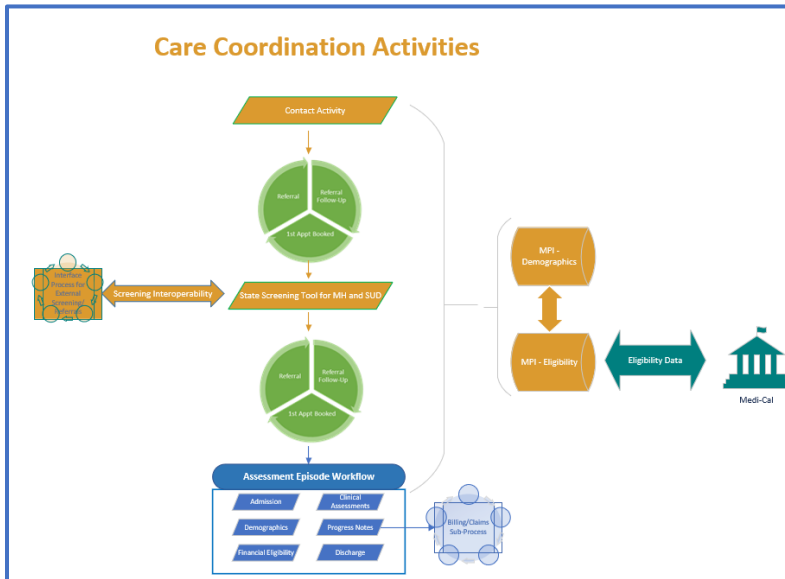 Care Coordination Activities
Contact Activity
Referral
Referral
Follow-Up
1st Appt Booked
MPI -
Demographics
Interface
Process for
External
Screening/
Referrals
Screening Interoperability
State Screening Tool for MH and SUD
MPI - Eligibility
Eligibility Data
Medi-Cal
Referral
Referral
Follow-Up
1st Appt Booked
Assessment Episode Workflow
Admission
Clinical
Assessments
Demographics
Progress Notes
Financial Eligibility
Discharge
Billing/Claims
Sub-Process